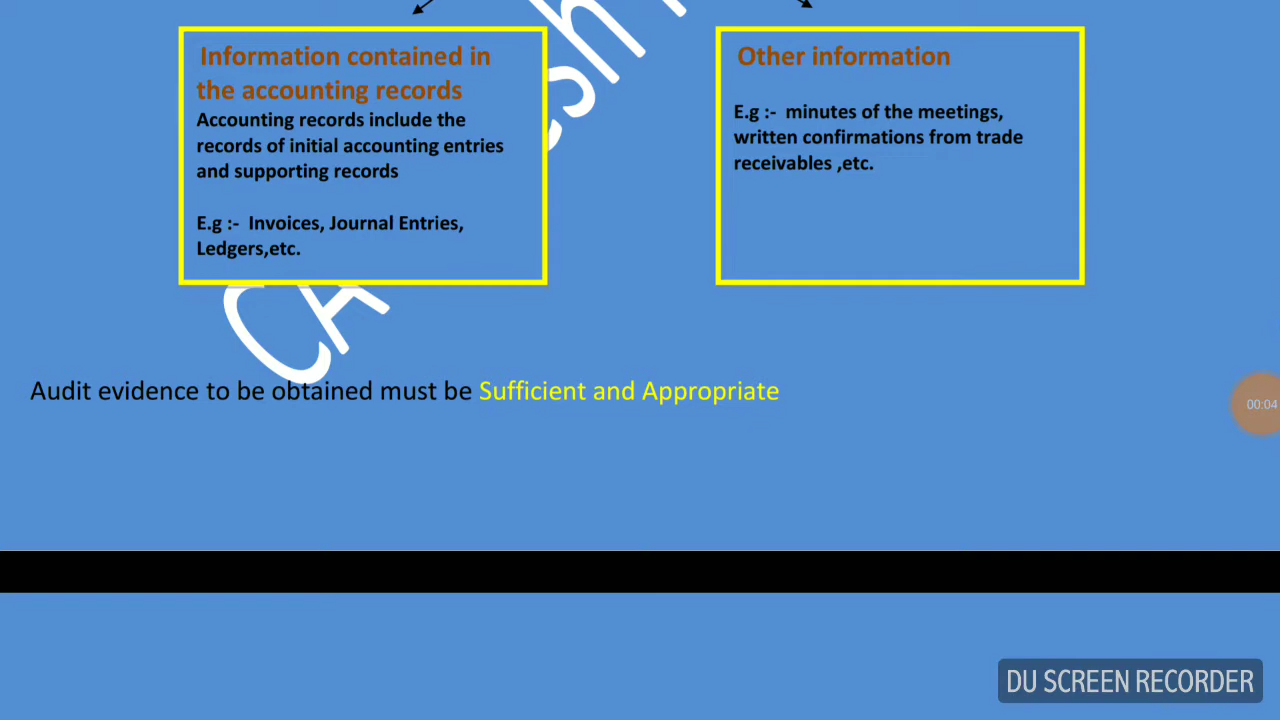 Information contained in
the accounting records
Accounting records include the
records of initial accounting entries
and supporting records
E.g :- Invoices, Journal Entries,
Ledgers,etc.
Other information
E.g :- minutes of the meetings,
written confirmations from trade
receivables ,etc.
CA
Audit evidence to be obtained must be Sufficient and Appropriate
00:04
DU SCREEN RECORDER